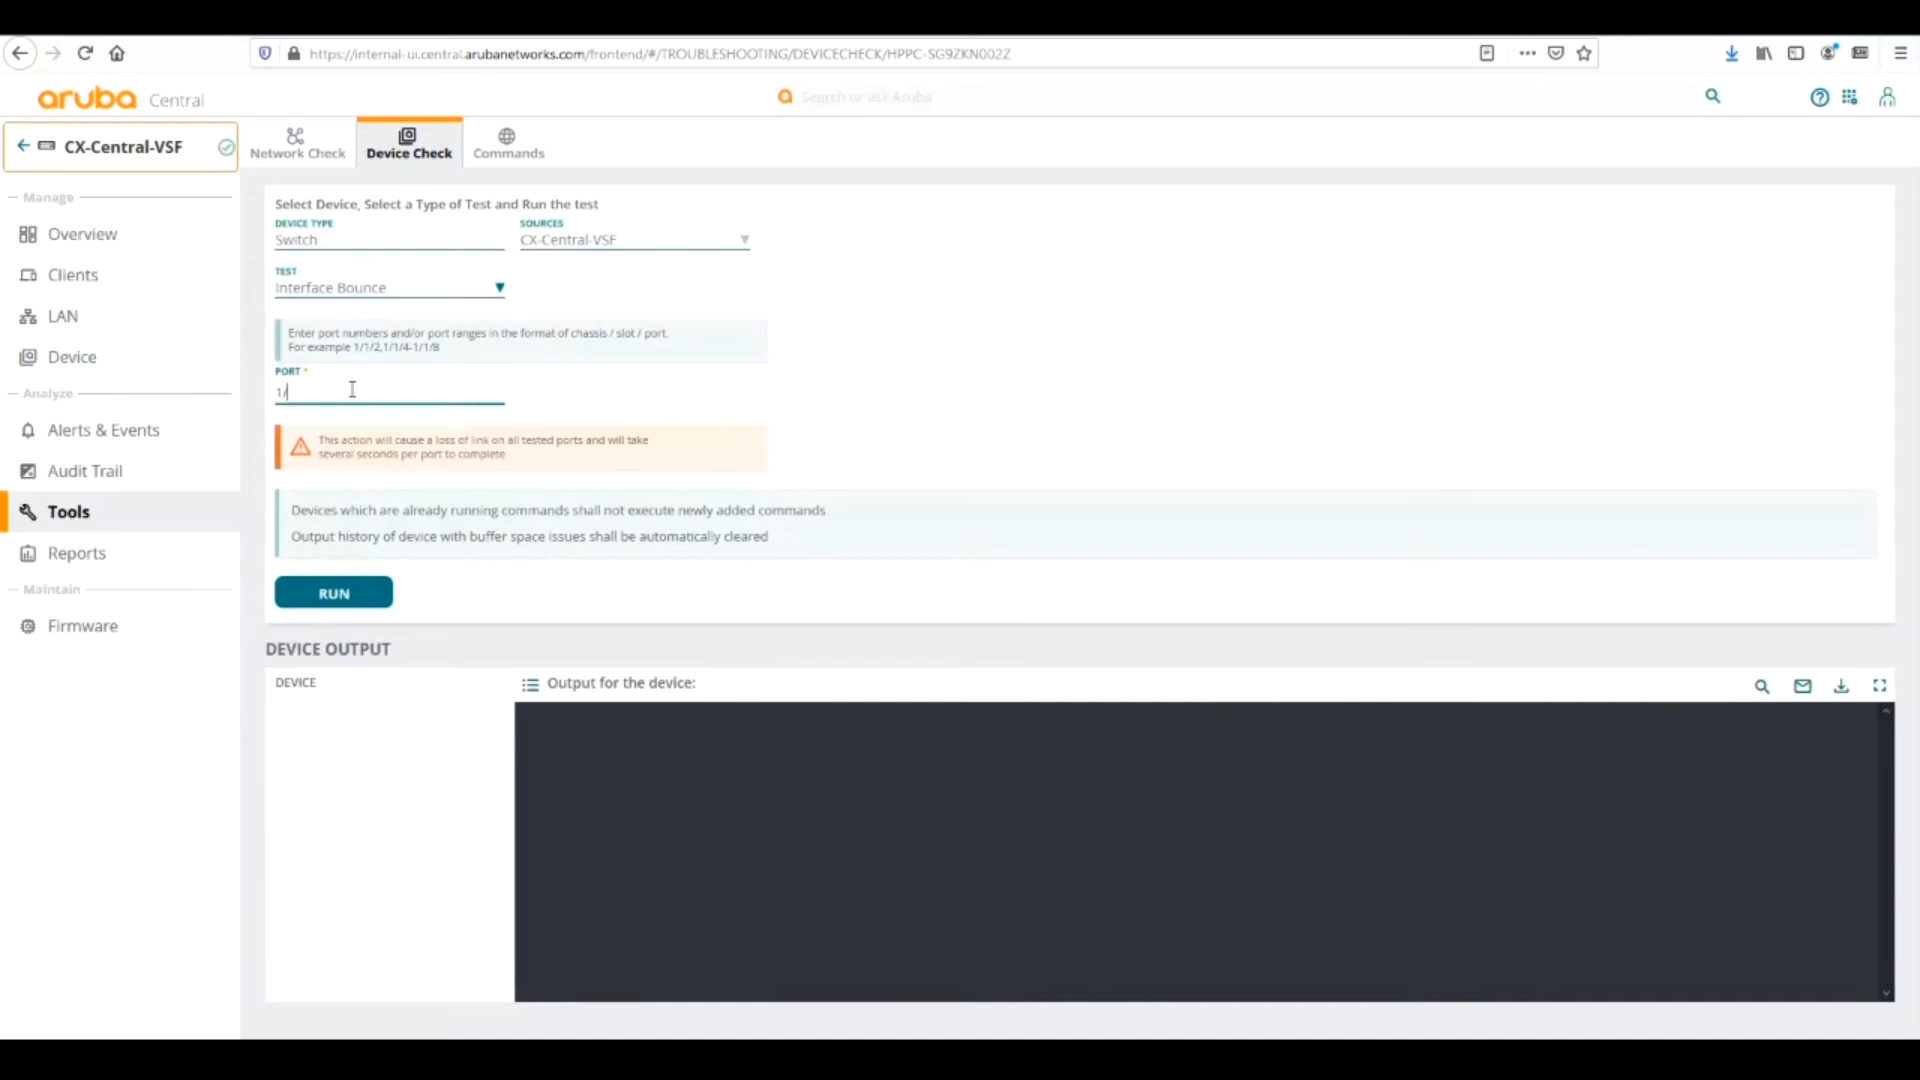 https://internal-ui.central.arubanetworks.com/frontend/#/TROUBLESHOOTING/DEVICECHECK/HPPC-SG9ZKN002Z
aruba Central
Search or ask Aruba
CX-Central-VSF
Network Check
Device Check
Commands
Manage
Overview
Clients
LAN
Device
Analyze
Alerts & Events
Audit Trail
Tools
Reports
Maintain
Firmware
Select Device, Select a Type of Test and Run the test
DEVICE TYPE
Switch
SOURCES
CX-Central-VSF
TEST
Interface Bounce
Enter port numbers and/or port ranges in the format of chassis / slot / port.
For example 1/1/2,1/1/4-1/1/8
PORT *
1/
This action will cause a loss of link on all tested ports and will take
several seconds per port to complete
Devices which are already running commands shall not execute newly added commands
Output history of device with buffer space issues shall be automatically cleared
RUN
DEVICE OUTPUT
DEVICE
Output for the device: